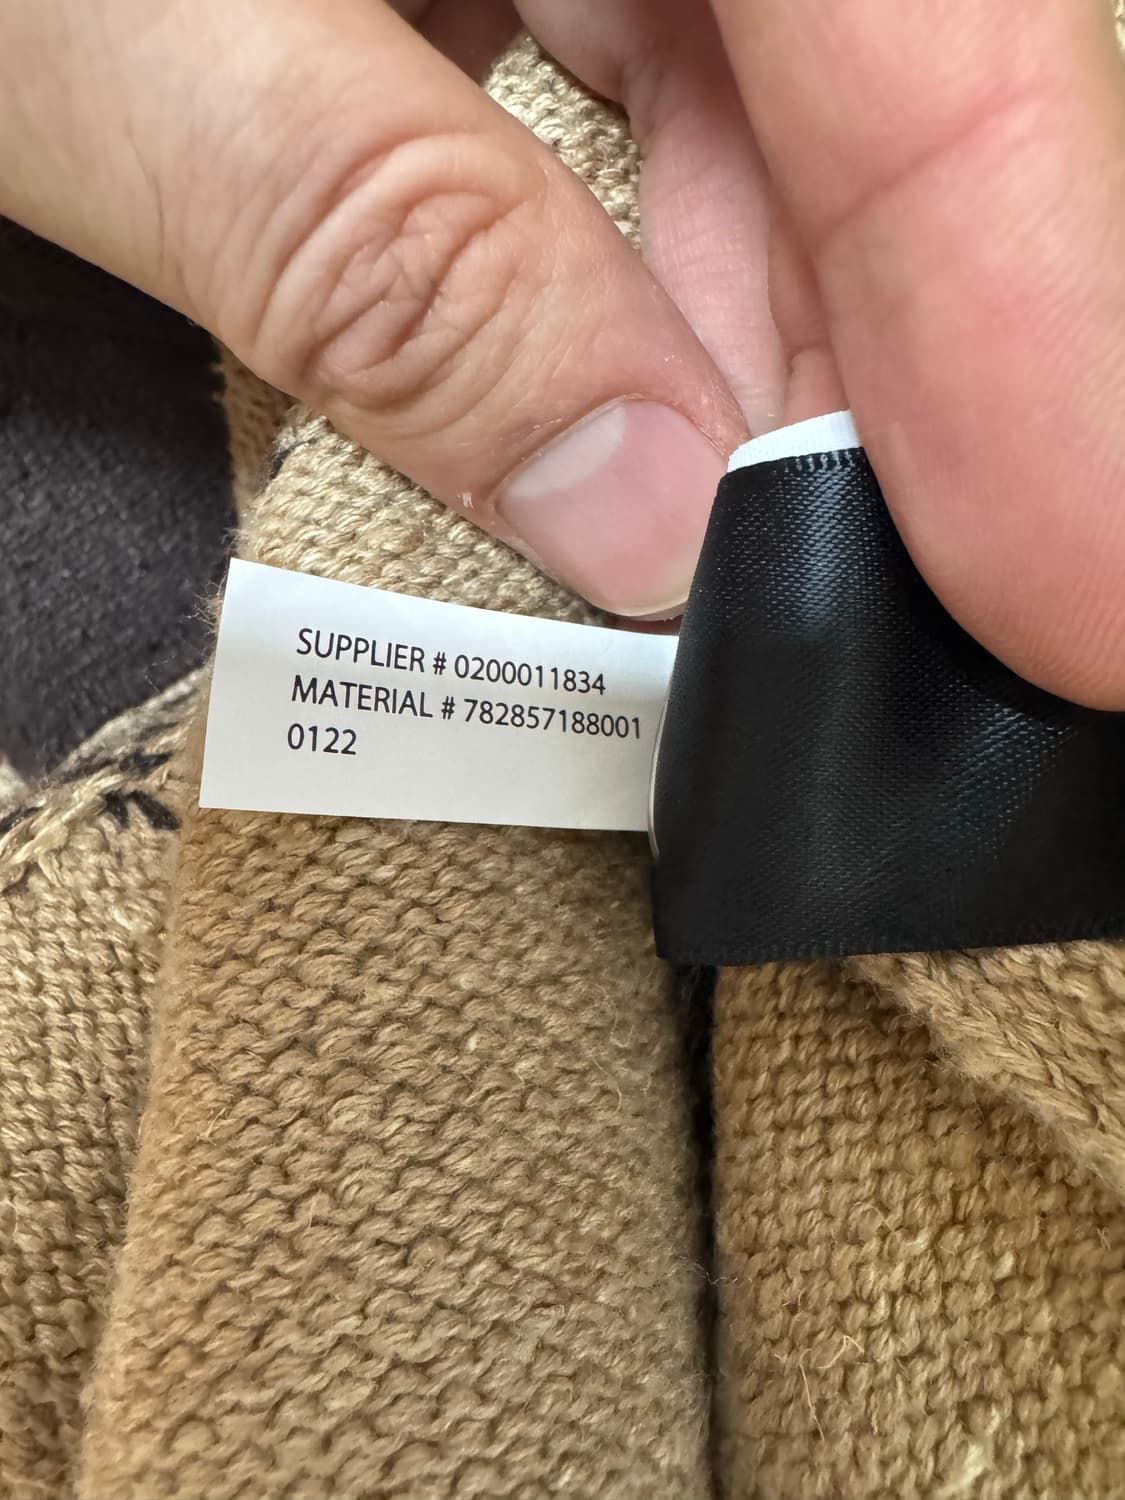 SUPPLIER # 0200011834
MATERIAL # 782857188001
0122